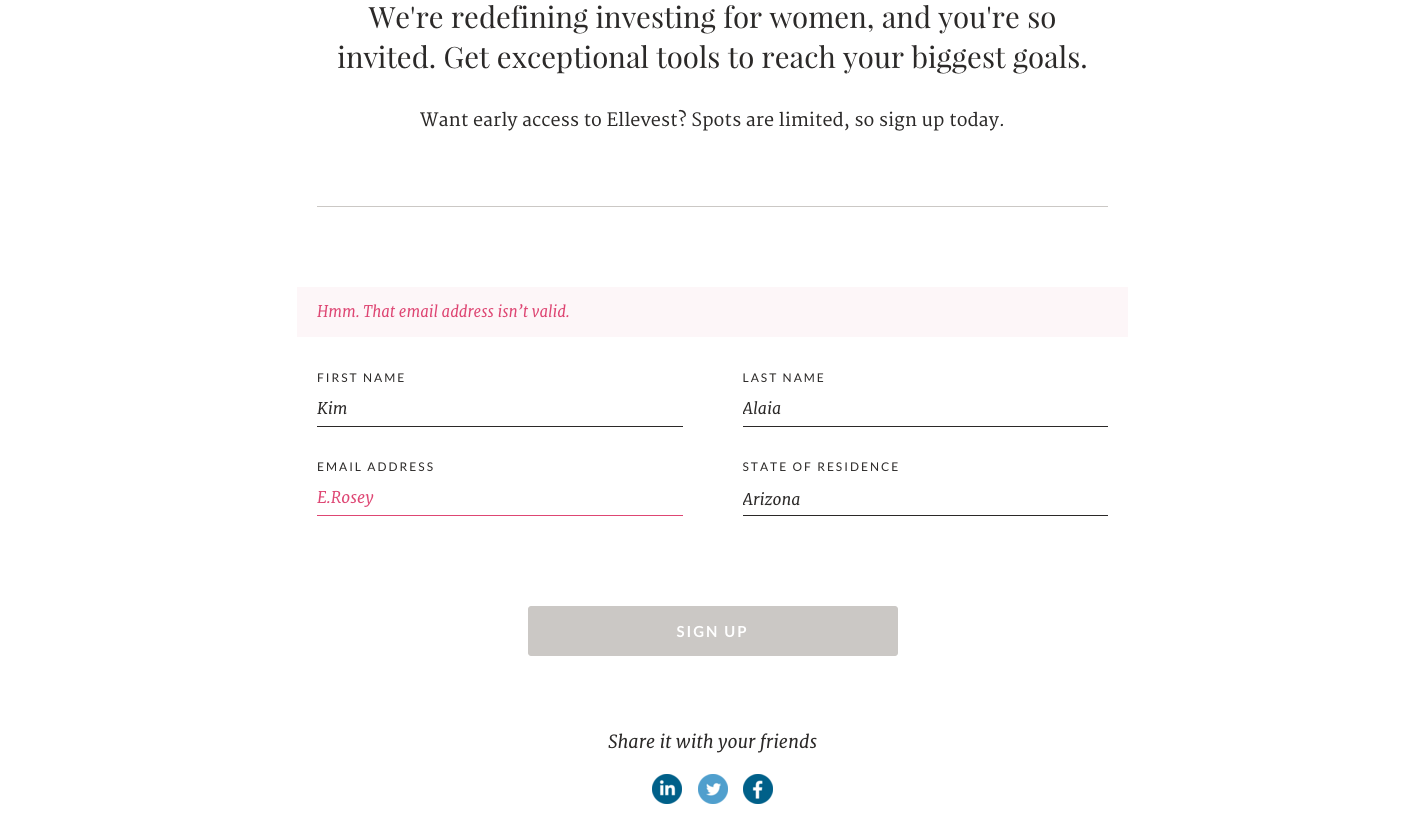 We're redefining investing for women, and you're so
invited. Get exceptional tools to reach your biggest goals.
Want early access to Ellevest? Spots are limited, so sign up today.
Hmm. That email address isn’t valid.
FIRST NAME
Kim
LAST NAME
Alaia
EMAIL ADDRESS
E.Rosey
STATE OF RESIDENCE
Arizona
SIGN UP
Share it with your friends
in
f